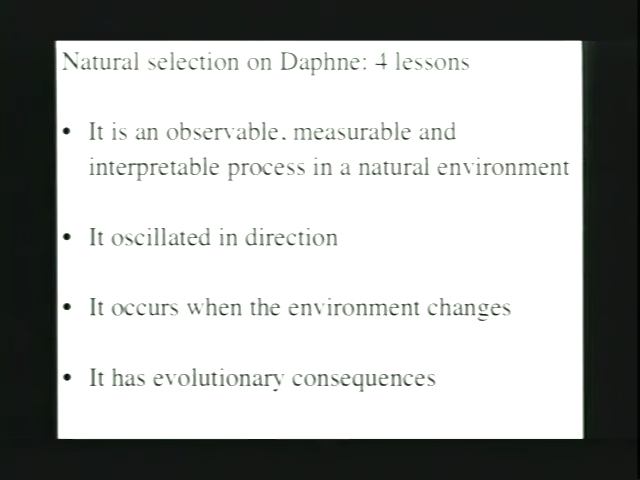 Natural selection on Daphne: 4 lessons
• It is an observable, measurable and
interpretable process in a natural environment
• It oscillated in direction
• It occurs when the environment changes
• It has evolutionary consequences